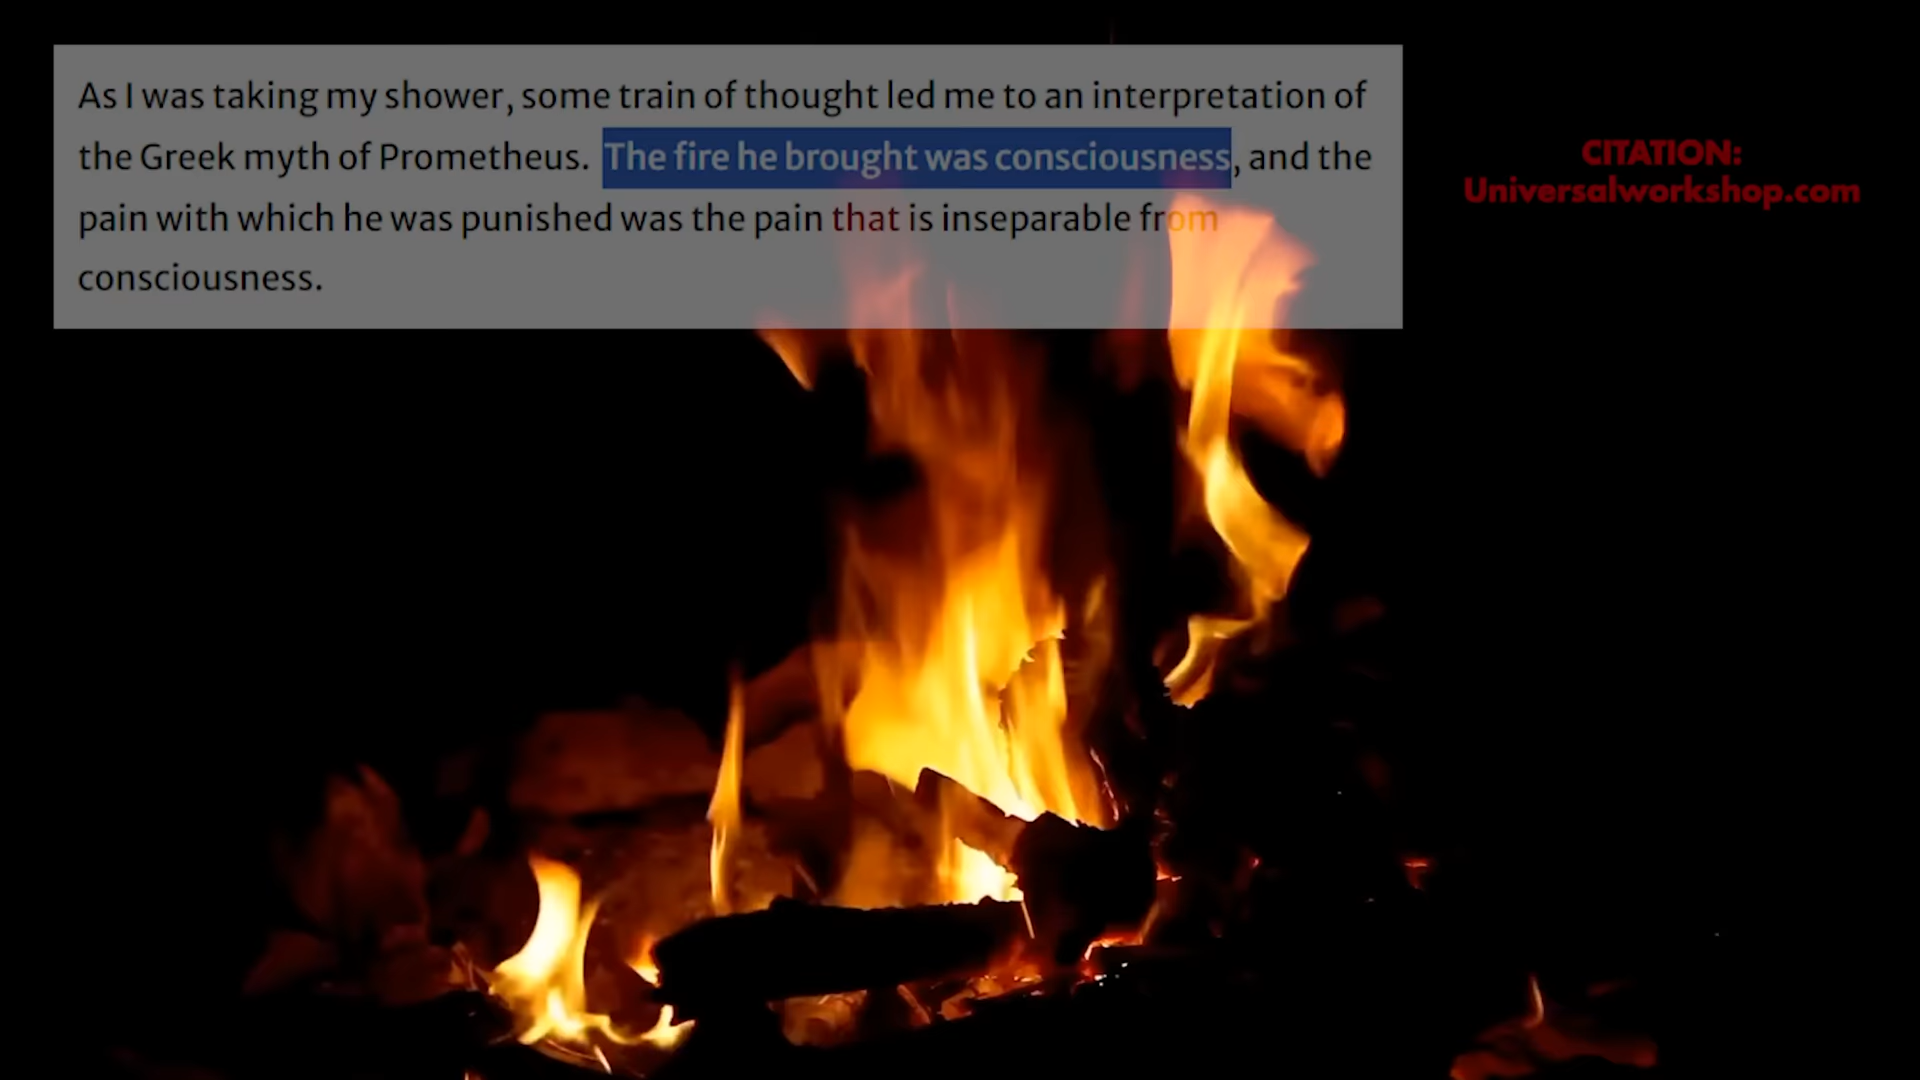 As I was taking my shower, some train of thought led me to an interpretation of
the Greek myth of Prometheus. The fire he brought was consciousness, and the
pain with which he was punished was the pain that is inseparable from
consciousness.
CITATION:
Universalworkshop.com